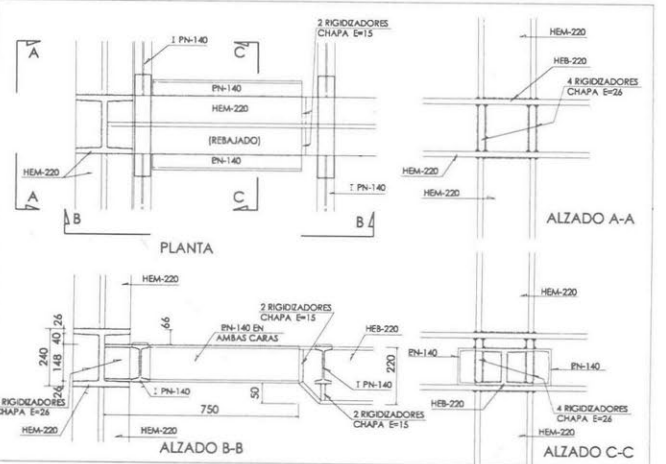 A
I PN-140
C
2 RIGIDIZADORES
CHAPA E=15
PN-140
HEM-220
(REBAJADO)
PN-140
HEM-220
I PN-140
A
C
B
B
PLANTA
HEM-220
HEB-220
4 RIGIDIZADORES
CHAPA E=26
HEM-220
HEM-220
ALZADO A-A
HEM-220
26
40
240
148
26
66
2 RIGIDIZADORES
CHAPA E=15
PN-140 EN
AMBAS CARAS
HEB-220
220
I PN-140
I PN-140
50
750
RIGIDIZADORES
CHAPA E=26
HEM-220
HEM-220
2 RIGIDIZADORES
CHAPA E=15
ALZADO B-B
HEM-220
PN-140
PN-140
HEB-220
4 RIGIDIZADORES
CHAPA E=26
HEM-220
ALZADO C-C